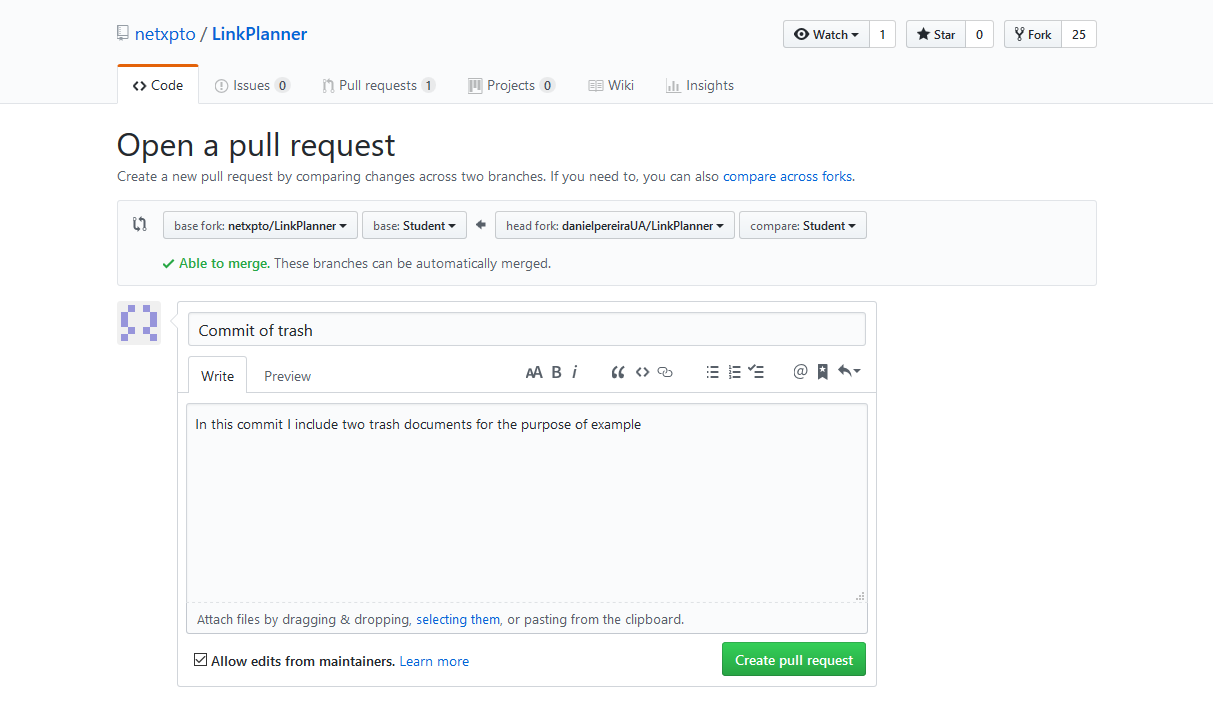 netxpto / LinkPlanner
Watch 1 Star 0 Fork 25
Code Issues 0 Pull requests 1 Projects 0 Wiki Insights
Open a pull request
Create a new pull request by comparing changes across two branches. If you need to, you can also compare across forks.
base fork: netxpto/LinkPlanner base: Student head fork: danielpereiraUA/LinkPlanner compare: Student
Able to merge. These branches can be automatically merged.
Commit of trash
Write Preview AA B i @
In this commit I include two trash documents for the purpose of example
Attach files by dragging & dropping, selecting them, or pasting from the clipboard.
Allow edits from maintainers. Learn more Create pull request